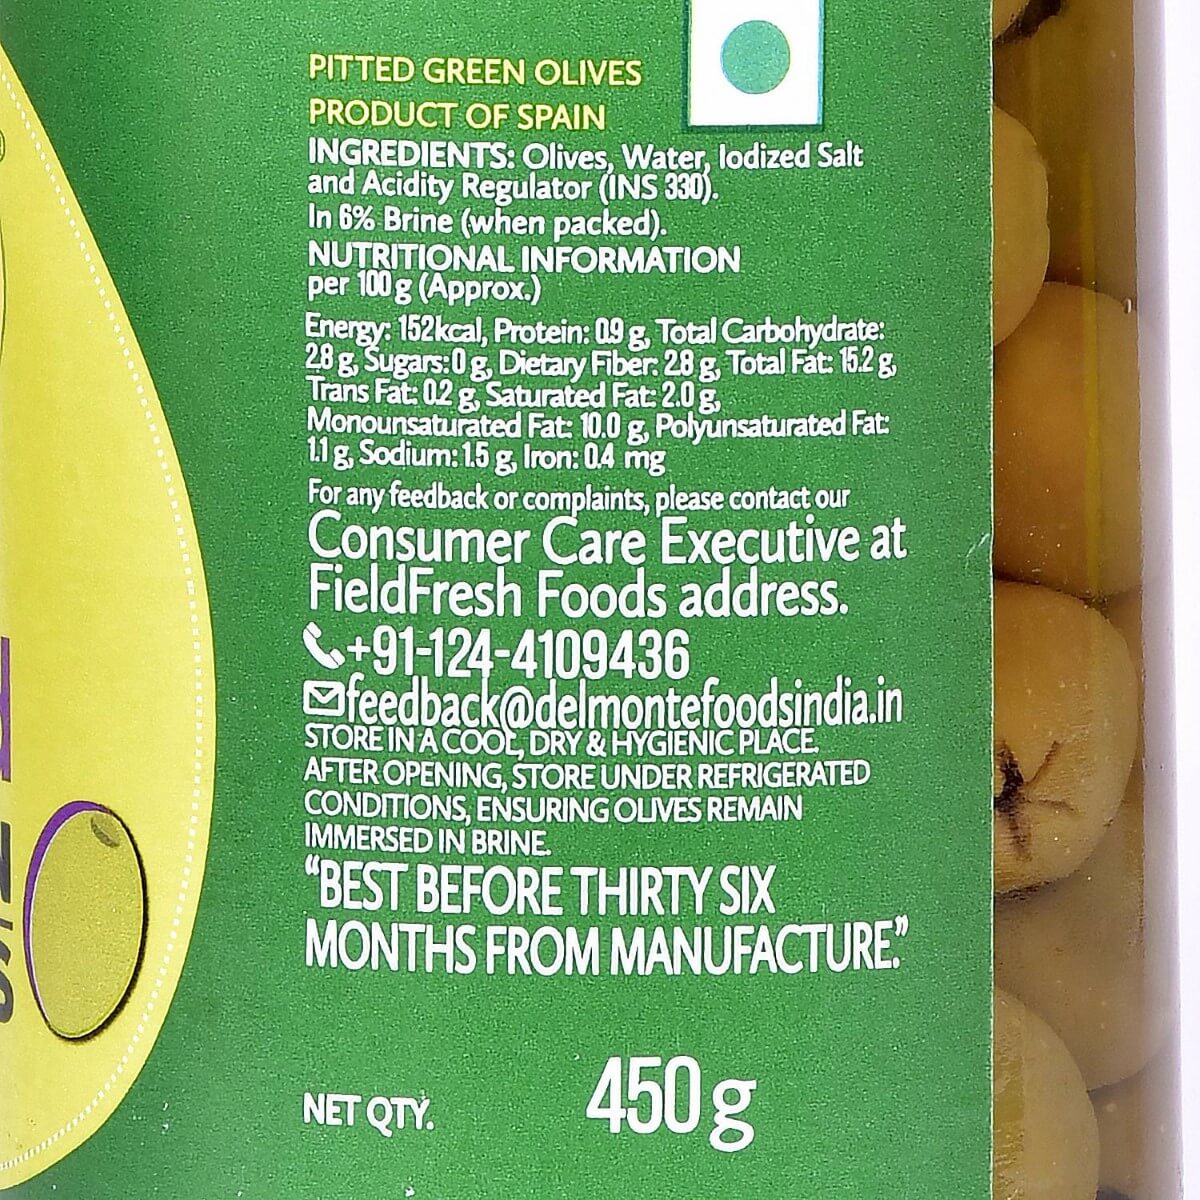 PITTED GREEN OLIVES
PRODUCT OF SPAIN
INGREDIENTS: Olives, Water, Iodized Salt
and Acidity Regulator (INS 330).
In 6% Brine (when packed).
NUTRITIONAL INFORMATION
per 100 g (Approx.)
Energy: 152kcal, Protein: 0.9 g, Total Carbohydrate:
2.8 g, Sugars: 0 g, Dietary Fiber: 2.8 g, Total Fat: 15.2 g,
Trans Fat: 0.2 g, Saturated Fat: 2.0 g,
Monounsaturated Fat: 10.0 g, Polyunsaturated Fat:
1.1 g, Sodium: 1.5 g, Iron: 0.4 mg
For any feedback or complaints, please contact our
Consumer Care Executive at
FieldFresh Foods address.
+91-124-4109436
feedback@delmontefoodsindia.in
STORE IN A COOL, DRY & HYGIENIC PLACE.
AFTER OPENING, STORE UNDER REFRIGERATED
CONDITIONS, ENSURING OLIVES REMAIN
IMMERSED IN BRINE.
“BEST BEFORE THIRTY SIX
MONTHS FROM MANUFACTURE.”
NET QTY. 450 g